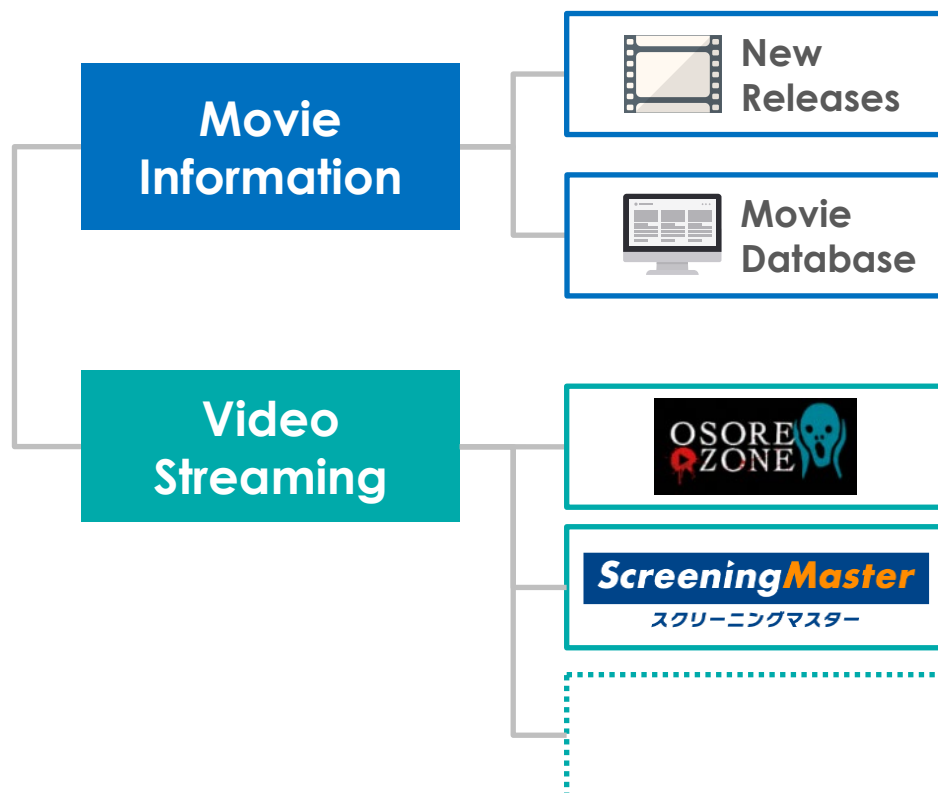 Movie
Information
New
Releases
Movie
Database
Video
Streaming
OSORE
ZONE
ScreeningMaster
スクリーニングマスター